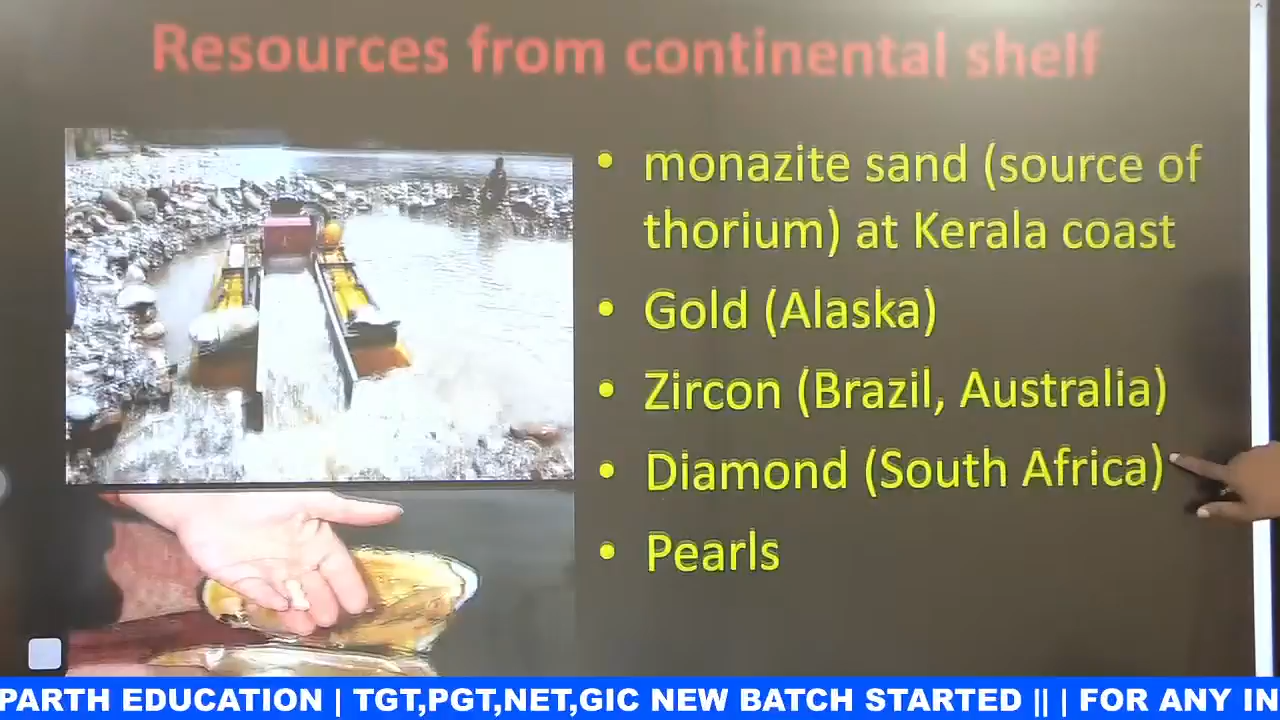 Resources from continental shelf
• monazite sand (source of
thorium) at Kerala coast
• Gold (Alaska)
• Zircon (Brazil, Australia)
• Diamond (South Africa)
• Pearls
PARTH EDUCATION | TGT,PGT,NET,GIC NEW BATCH STARTED || | FOR ANY IN